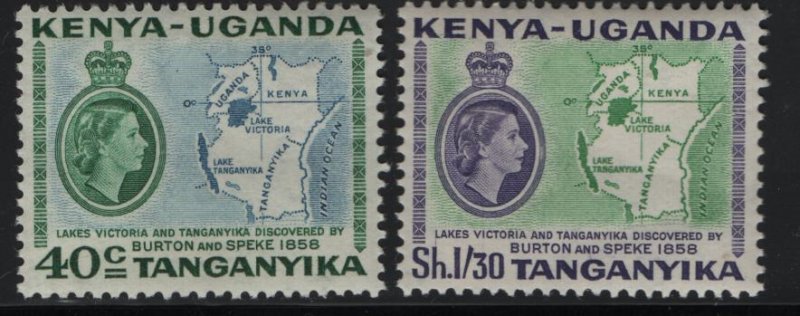 KENYA-UGANDA
38°
UGANDA
KENYA
0°
LAKE
VICTORIA
LAKE
TANGANYIKA
TANGANYIKA
INDIAN OCEAN
LAKES VICTORIA AND TANGANYIKA DISCOVERED BY
BURTON AND SPEKE 1858
40c TANGANYIKA
KENYA-UGANDA
38°
UGANDA
KENYA
0°
LAKE
VICTORIA
LAKE
TANGANYIKA
TANGANYIKA
INDIAN OCEAN
LAKES VICTORIA AND TANGANYIKA DISCOVERED BY
BURTON AND SPEKE 1858
Sh.1/30 TANGANYIKA